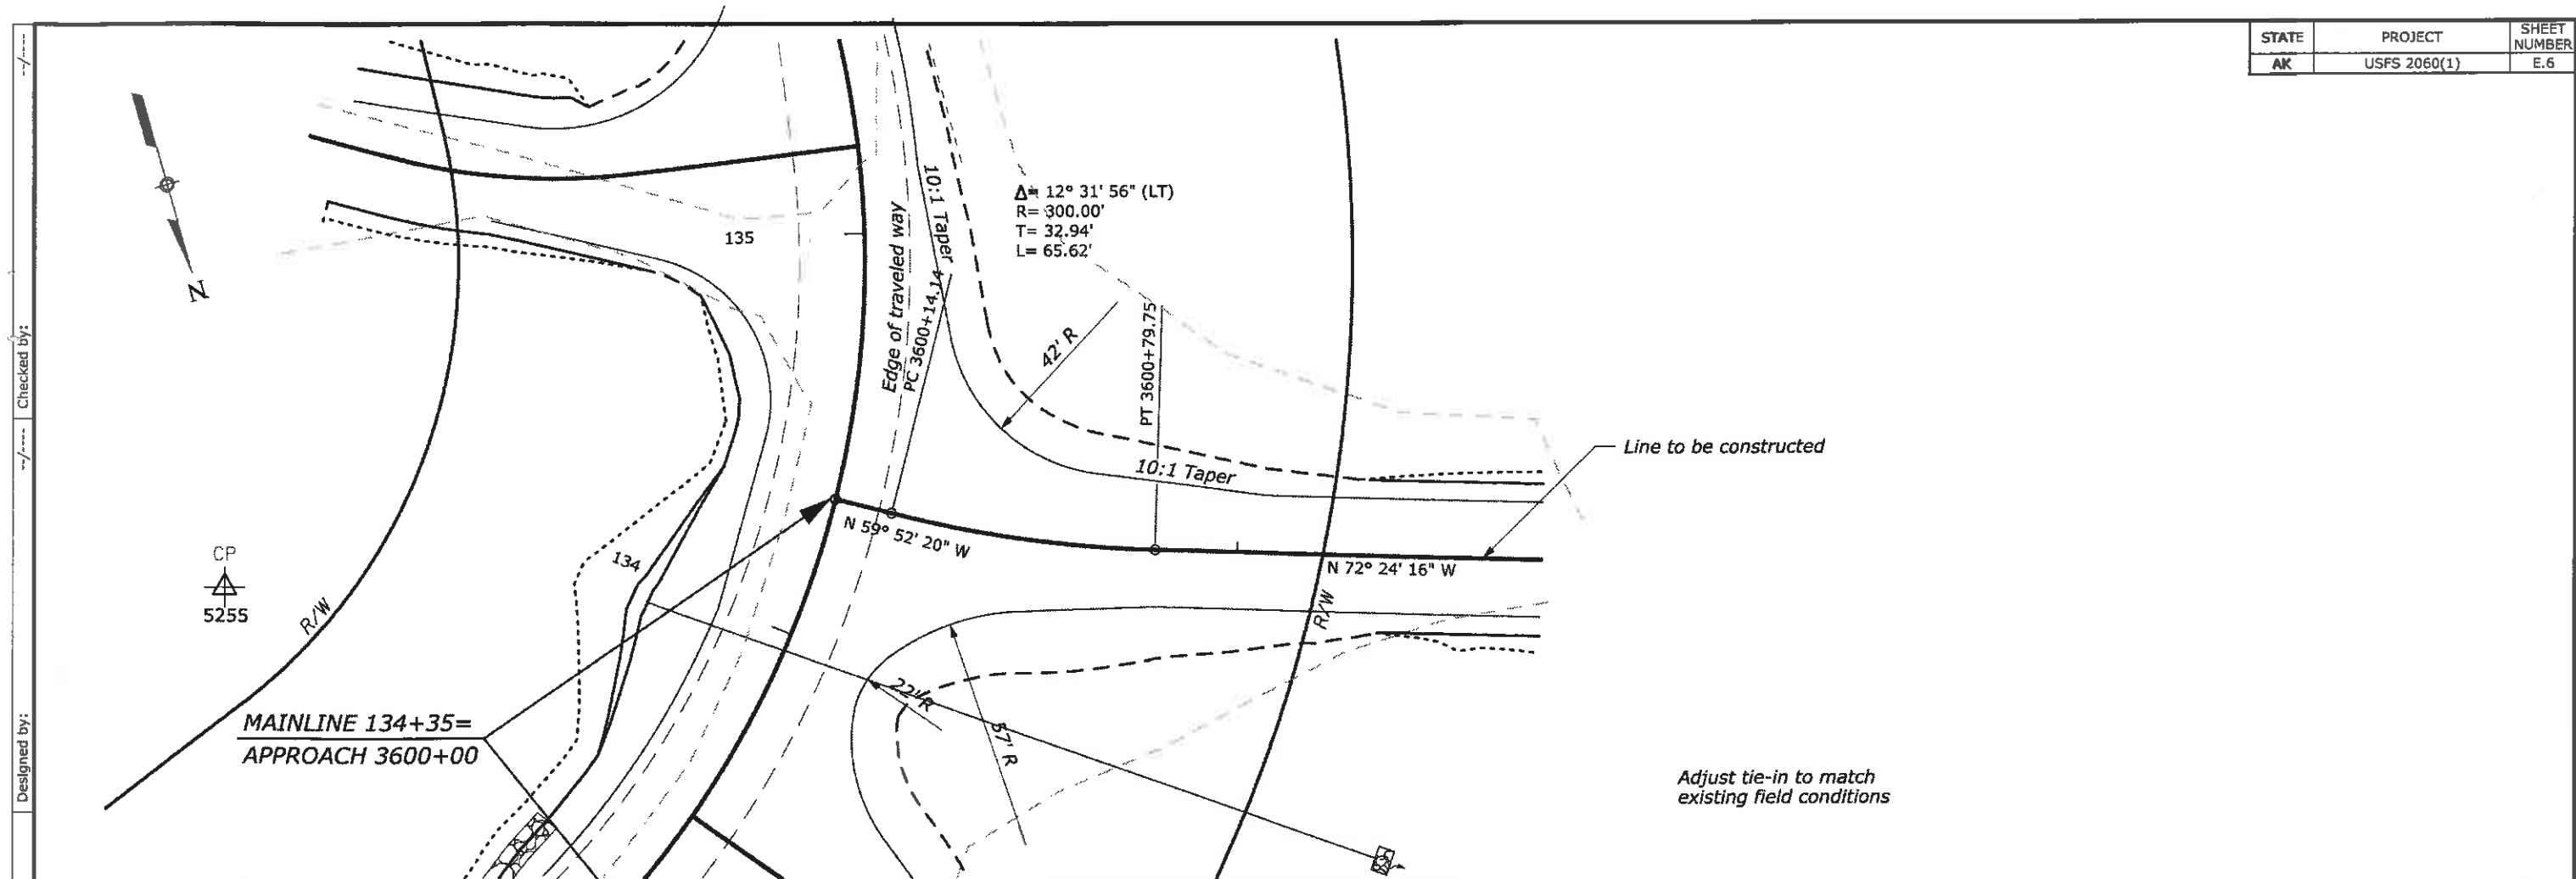 STATE PROJECT SHEET NUMBER
AK USFS 2060(1) E.6
--/----
Checked by:
--/----
Designed by:
N
135
Edge of traveled way
10:1 Taper
PC 3600+14.14
Δ= 12° 31' 56" (LT)
R= 300.00'
T= 32.94'
L= 65.62'
42' R
PT 3600+79.75
10:1 Taper
Line to be constructed
N 59° 52' 20" W
N 72° 24' 16" W
134
CP
5255
R/W
R/W
22' R
57' R
MAINLINE 134+35=
APPROACH 3600+00
Adjust tie-in to match
existing field conditions